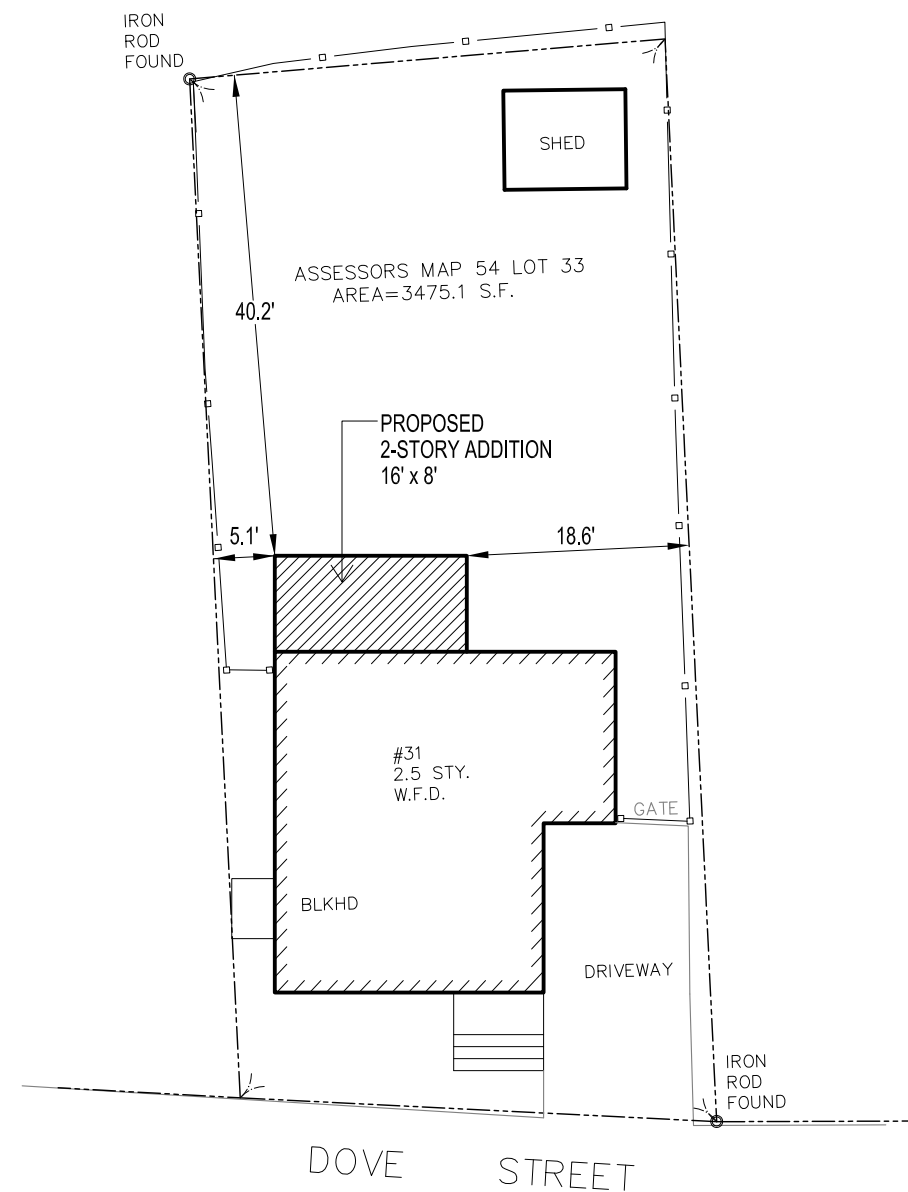 IRON
ROD
FOUND
SHED
ASSESSORS MAP 54 LOT 33
AREA=3475.1 S.F.
40.2'
PROPOSED
2-STORY ADDITION
16' x 8'
5.1'
18.6'
#31
2.5 STY.
W.F.D.
GATE
BLKHD
DRIVEWAY
IRON
ROD
FOUND
DOVE STREET